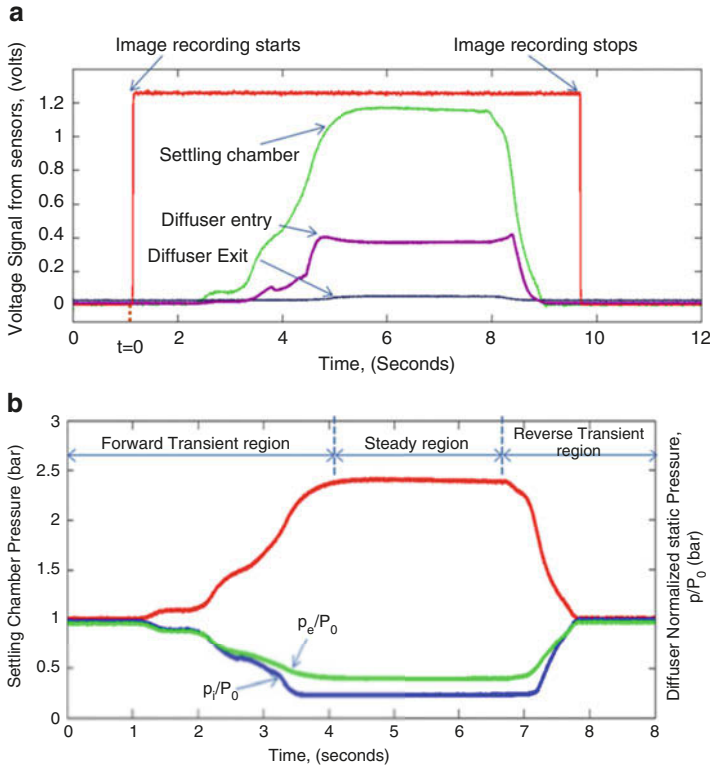 a
Image recording starts
Image recording stops
Voltage Signal from sensors, (volts)
1.2
1
0.8
0.6
0.4
0.2
0
Settling chamber
Diffuser entry
Diffuser Exit
0 2 4 6 8 10 12
t=0
Time, (Seconds)
b
Settling Chamber Pressure (bar)
3
2.5
2
1.5
1
0.5
0
Forward Transient region
Steady region
Reverse Transient
region
pe/P0
pi/P0
0 1 2 3 4 5 6 7 8
Time, (seconds)
Diffuser Normalized static Pressure,
p/P0 (bar)